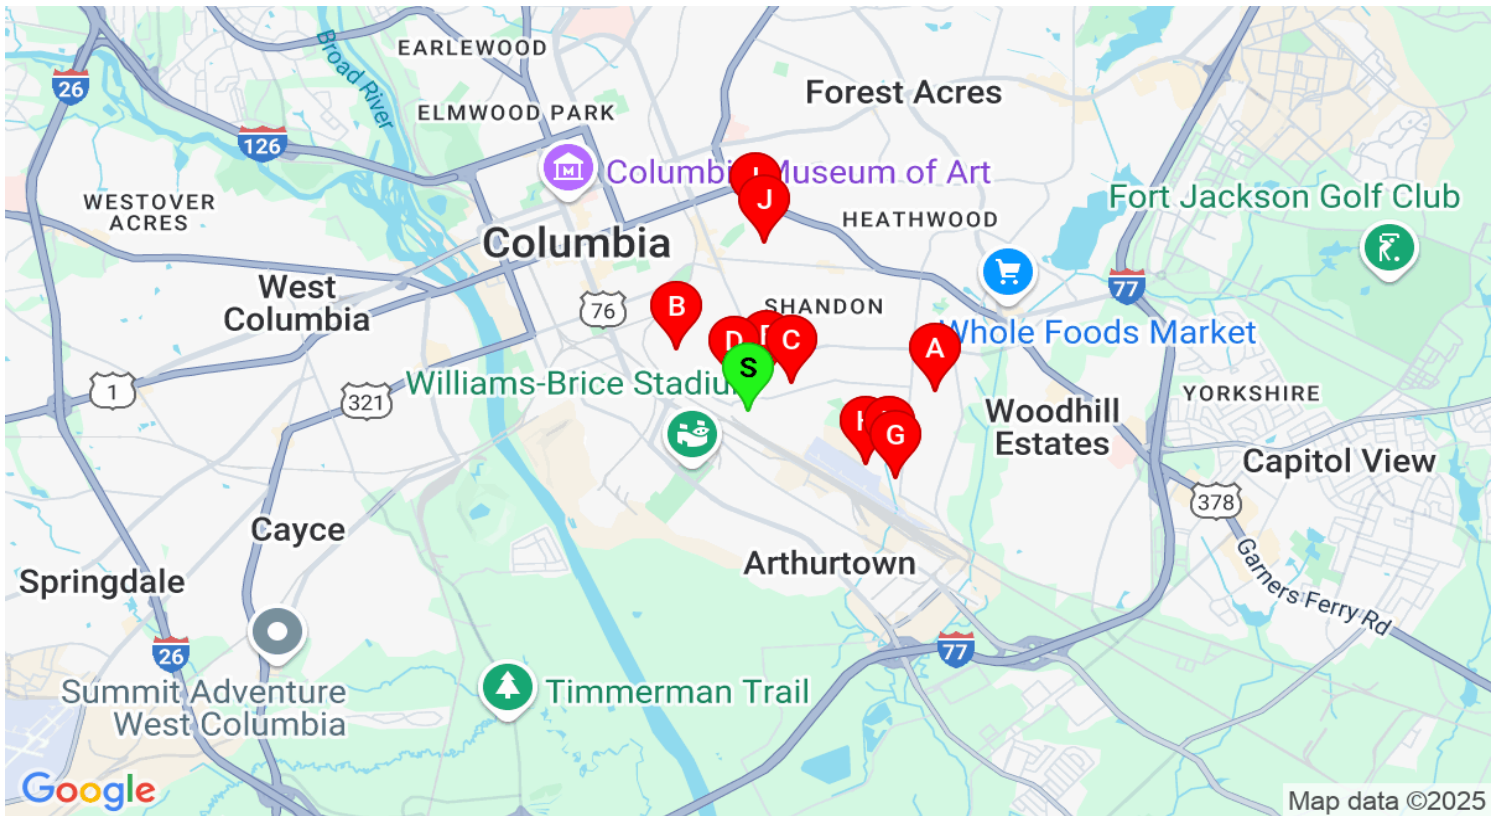 EARLEWOOD
Broad River
26
Forest Acres
ELMWOOD PARK
126
Columbi
Museum of Art
WESTOVER
ACRES
J
HEATHWOOD
Fort Jackson Golf Club
Columbia
West
Columbia
77
B
76
SHANDON
D
C
A
Whole Foods Market
S
Williams-Brice Stadiu
1
321
YORKSHIRE
Woodhill
Estates
G
Capitol View
378
Cayce
Arthurtown
Garners Ferry Rd
Springdale
26
77
Summit Adventure
West Columbia
Timmerman Trail
Google
Map data ©2025